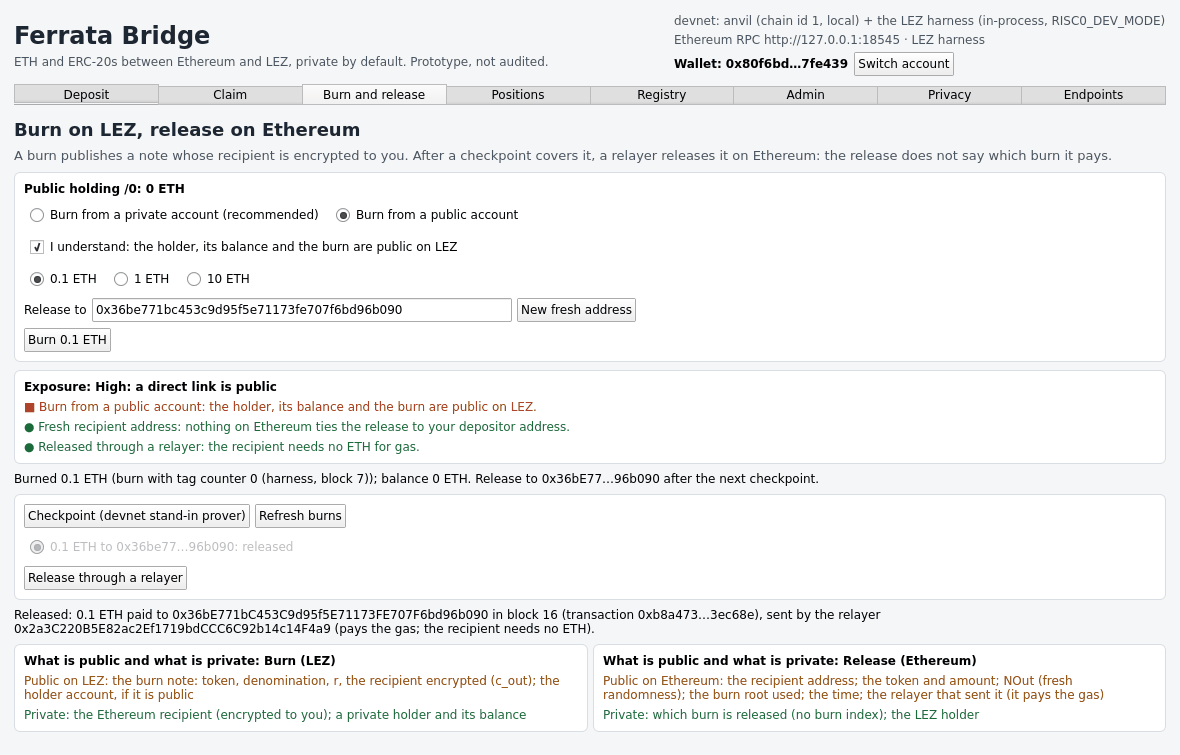 Ferrata Bridge
ETH and ERC-20s between Ethereum and LEZ, private by default. Prototype, not audited.
devnet: anvil (chain id 1, local) + the LEZ harness (in-process, RISC0_DEV_MODE)
Ethereum RPC http://127.0.0.1:18545 · LEZ harness
Wallet: 0x80f6bd…7fe439 Switch account
Deposit Claim Burn and release Positions Registry Admin Privacy Endpoints
Burn on LEZ, release on Ethereum
A burn publishes a note whose recipient is encrypted to you. After a checkpoint covers it, a relayer releases it on Ethereum: the release does not say which burn it pays.
Public holding /0: 0 ETH
Burn from a private account (recommended) Burn from a public account
I understand: the holder, its balance and the burn are public on LEZ
0.1 ETH 1 ETH 10 ETH
Release to 0x36be771bc453c9d95f5e71173fe707f6bd96b090 New fresh address
Burn 0.1 ETH
Exposure: High: a direct link is public
Burn from a public account: the holder, its balance and the burn are public on LEZ.
Fresh recipient address: nothing on Ethereum ties the release to your depositor address.
Released through a relayer: the recipient needs no ETH for gas.
Burned 0.1 ETH (burn with tag counter 0 (harness, block 7)); balance 0 ETH. Release to 0x36bE77…96b090 after the next checkpoint.
Checkpoint (devnet stand-in prover) Refresh burns
0.1 ETH to 0x36be77…96b090: released
Release through a relayer
Released: 0.1 ETH paid to 0x36bE771bC453C9d95f5E71173FE707F6bd96b090 in block 16 (transaction 0xb8a473…3ec68e), sent by the relayer
0x2a3C220B5E82ac2Ef1719bdCCC6C92b14c14F4a9 (pays the gas; the recipient needs no ETH).
What is public and what is private: Burn (LEZ)
Public on LEZ: the burn note: token, denomination, r, the recipient encrypted (c_out); the
holder account, if it is public
Private: the Ethereum recipient (encrypted to you); a private holder and its balance
What is public and what is private: Release (Ethereum)
Public on Ethereum: the recipient address; the token and amount; NOut (fresh
randomness); the burn root used; the time; the relayer that sent it (it pays the gas)
Private: which burn is released (no burn index); the LEZ holder